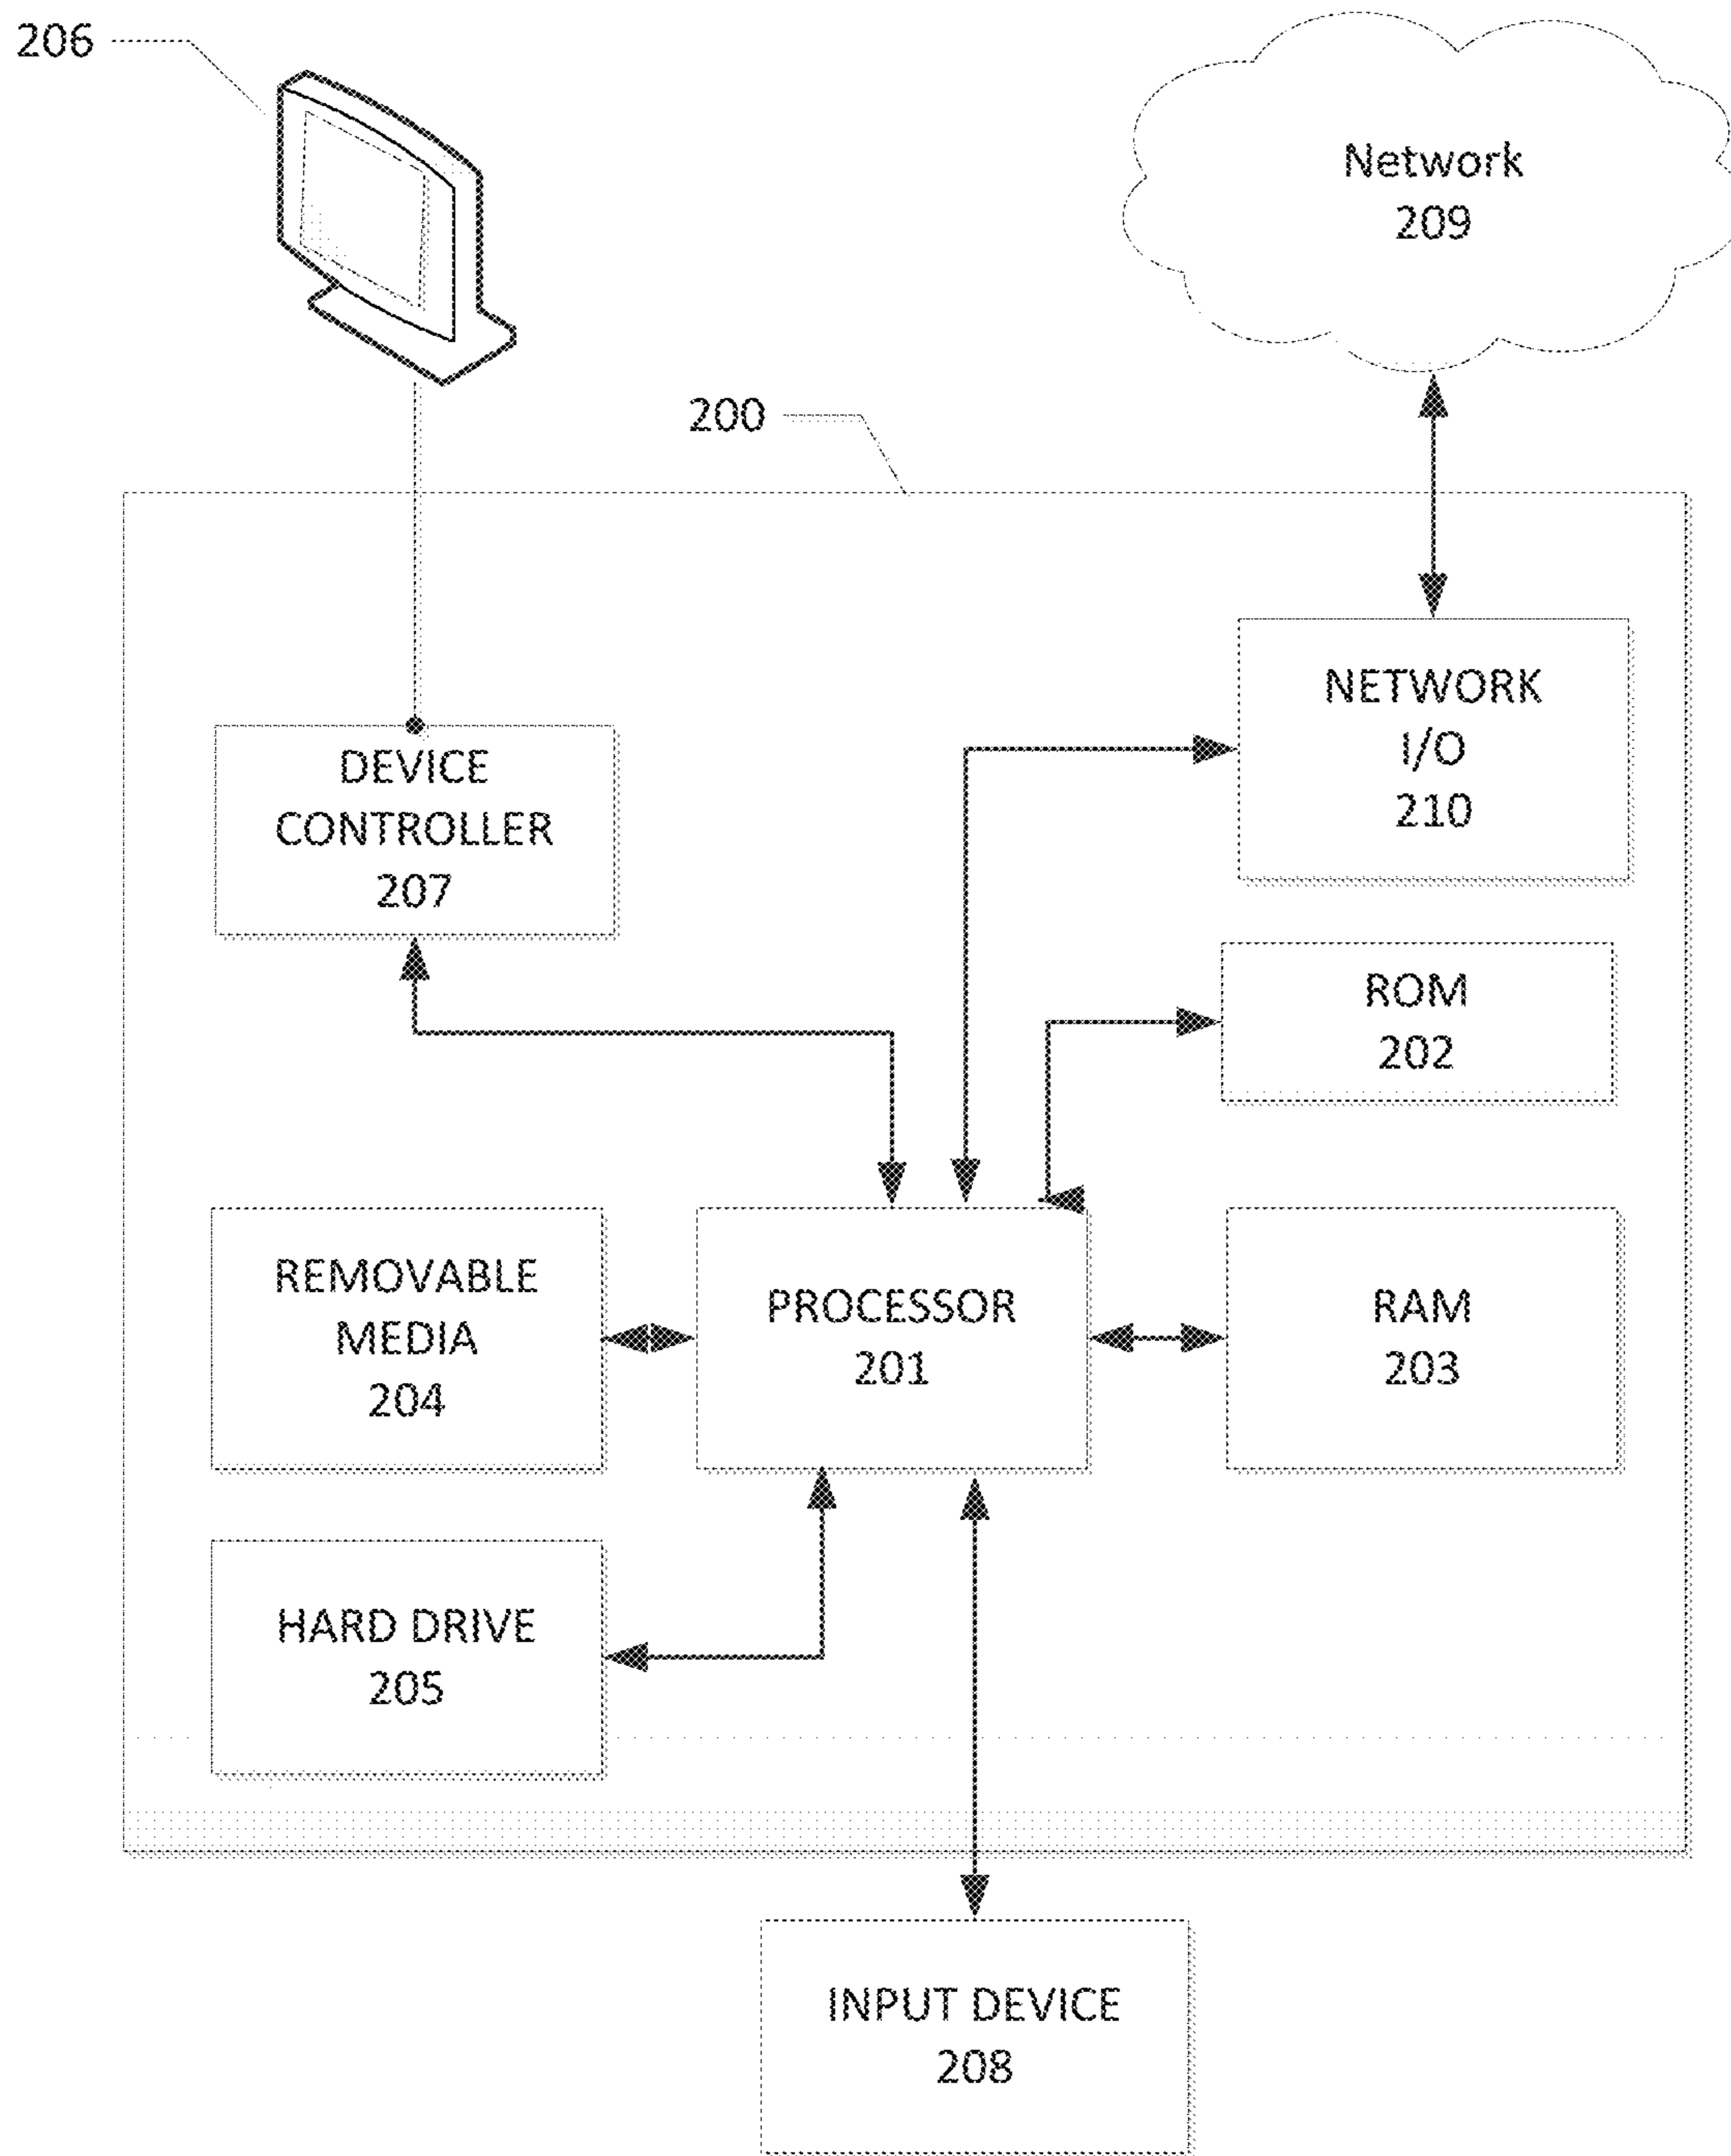 206
Network
209
200
NETWORK
I/O
210
DEVICE
CONTROLLER
207
ROM
202
REMOVABLE
MEDIA
204
PROCESSOR
201
RAM
203
HARD DRIVE
205
INPUT DEVICE
208